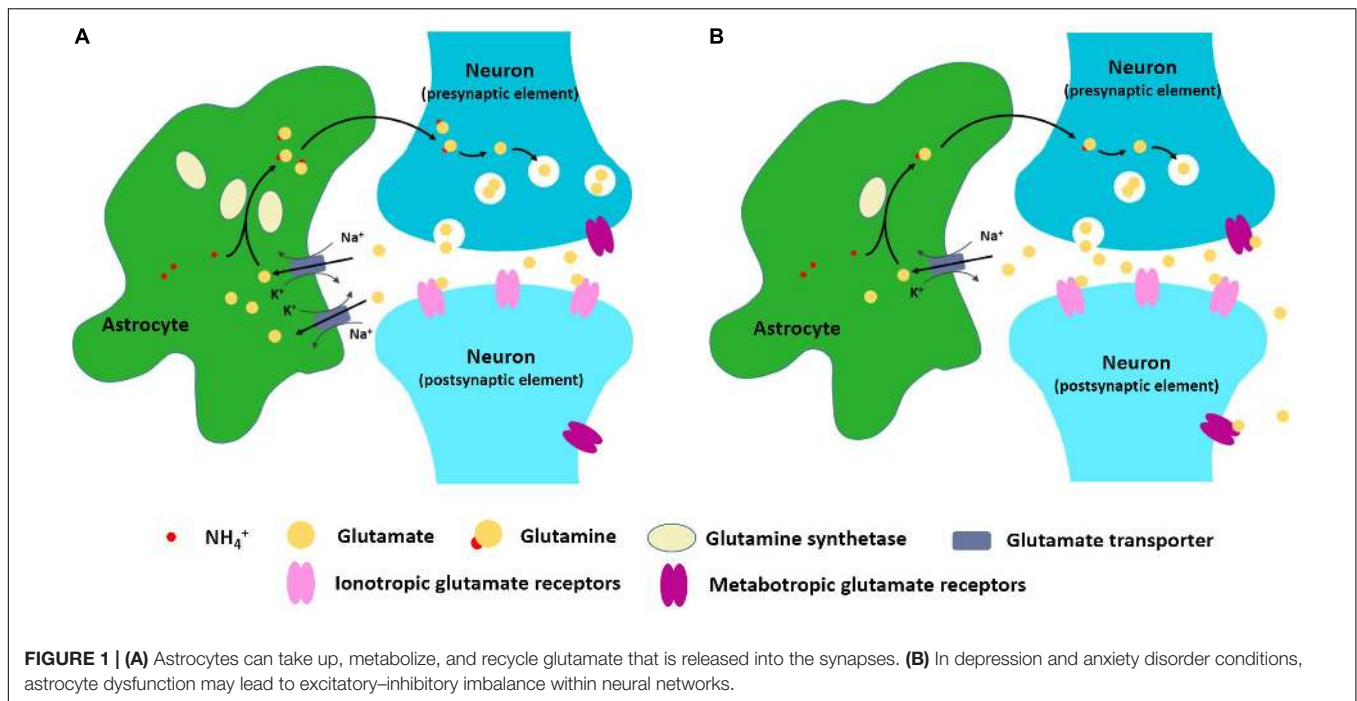 A
Neuron
(presynaptic element)
Na⁺
K⁺
K⁺
Na⁺
Astrocyte
Neuron
(postsynaptic element)
B
Neuron
(presynaptic element)
Na⁺
K⁺
Astrocyte
Neuron
(postsynaptic element)
NH₄⁺
Glutamate
Glutamine
Glutamine synthetase
Glutamate transporter
Ionotropic glutamate receptors
Metabotropic glutamate receptors
FIGURE 1 | (A) Astrocytes can take up, metabolize, and recycle glutamate that is released into the synapses. (B) In depression and anxiety disorder conditions,
astrocyte dysfunction may lead to excitatory–inhibitory imbalance within neural networks.